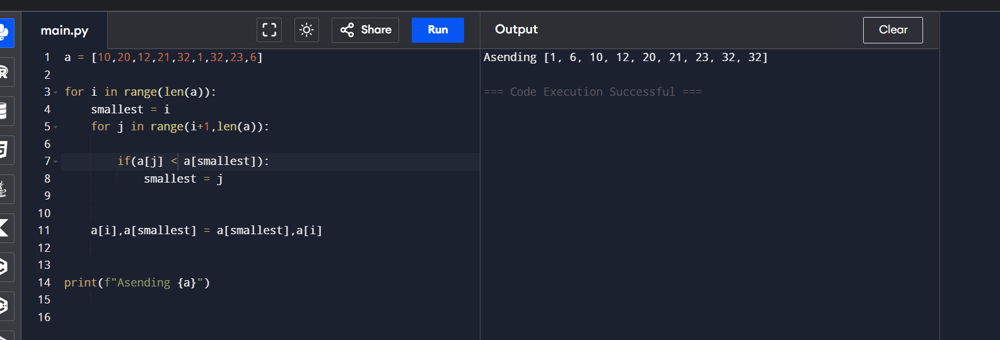 main.py
Share
Run
Output
Clear
1 a = [10,20,12,21,32,1,32,23,6]
2
3 for i in range(len(a)):
4 smallest = i
5 for j in range(i+1,len(a)):
6
7 if(a[j] < a[smallest]):
8 smallest = j
9
10
11 a[i],a[smallest] = a[smallest],a[i]
12
13
14 print(f"Asending {a}")
15
16
Asending [1, 6, 10, 12, 20, 21, 23, 32, 32]
=== Code Execution Successful ===